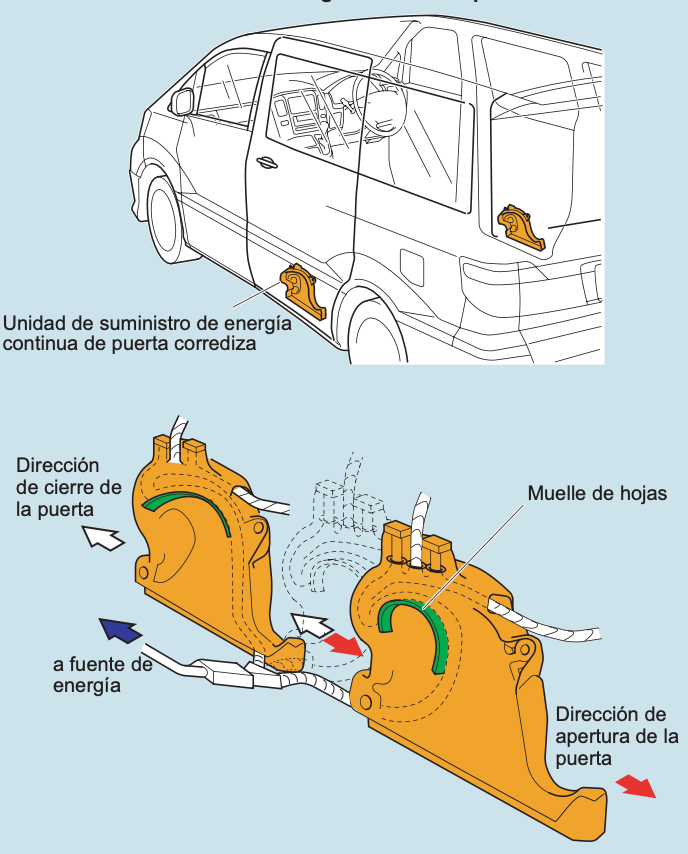 Unidad de suministro de energía
continua de puerta corrediza
Dirección
de cierre de
la puerta
Muelle de hojas
a fuente de
energía
Dirección de
apertura de la
puerta